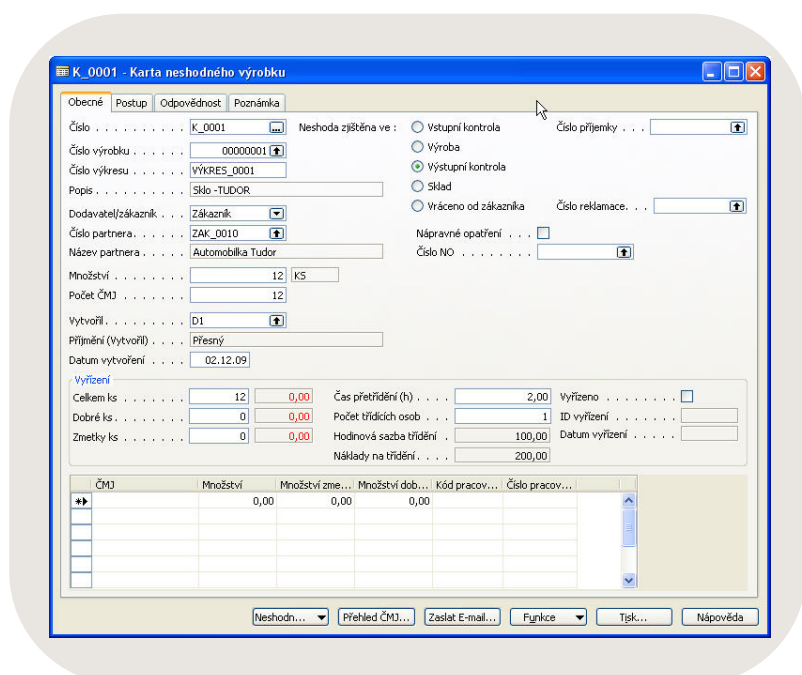 K_0001 - Karta neshodného výrobku
Obecné Postup Odpovědnost Poznámka
Číslo . . . . . . . . . . K_0001 ... Neshoda zjištěna ve : Vstupní kontrola Číslo příjemky . . .
Číslo výrobku . . . . . . 00000001 Výroba
Číslo výkresu . . . . . . VÝKRES_0001 Výstupní kontrola
Popis . . . . . . . . . . Sklo -TUDOR Sklad
Dodavatel/zákazník . . . Zákazník Vráceno od zákazníka Číslo reklamace. . .
Číslo partnera. . . . . . ZAK_0010 Nápravné opatření . . .
Název partnera . . . . . Automobilka Tudor Číslo NO . . . . . . . .
Množství . . . . . . . . 12 KS
Počet ČMJ . . . . . . . 12
Vytvořil. . . . . . . . . D1
Příjmění (Vytvořil) . . . . Přesný
Datum vytvoření . . . . 02.12.09
Vyřízení
Celkem ks . . . . . . . 12 0,00 Čas přetřídění (h) . . . . 2,00 Vyřízeno . . . . . . . .
Dobré ks. . . . . . . . 0 0,00 Počet třídících osob . . . 1 ID vyřízení . . . . . . .
Zmetky ks . . . . . . . 0 0,00 Hodinová sazba třídění . 100,00 Datum vyřízení . . . . .
Náklady na třídění. . . . 200,00
ČMJ Množství Množství zme... Množství dob... Kód pracov... Číslo pracov...
0,00 0,00 0,00
Neshodn... Přehled ČMJ... Zaslat E-mail... Funkce Tisk... Nápověda